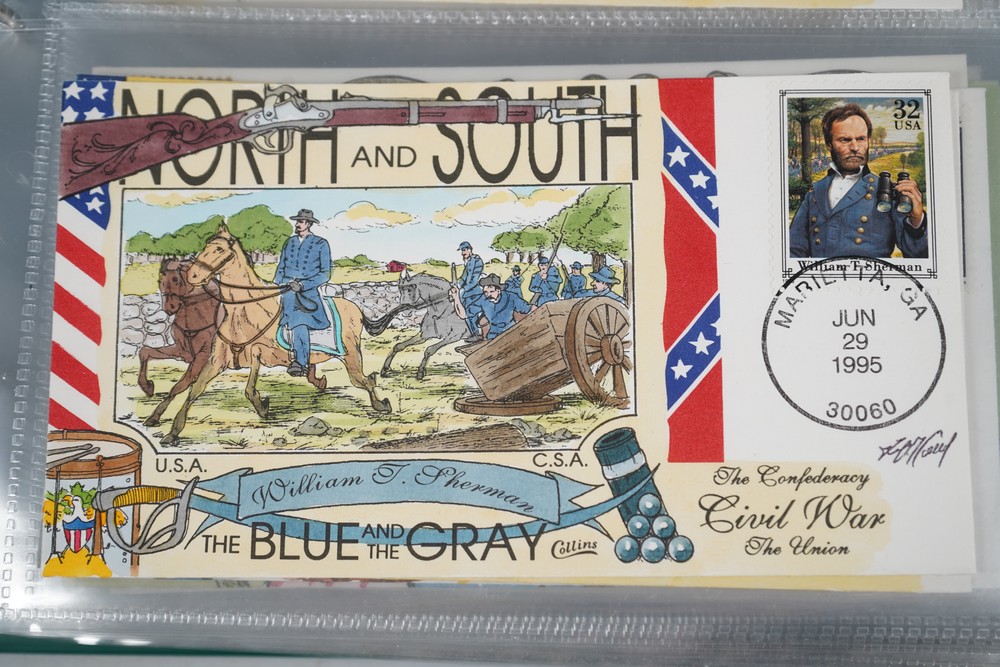 NORTH AND SOUTH
32
USA
William T. Sherman
MARIETTA, GA
JUN
29
1995
30060
U.S.A.
C.S.A.
William T. Sherman
THE BLUE AND THE GRAY
Collins
The Confederacy
Civil War
The Union